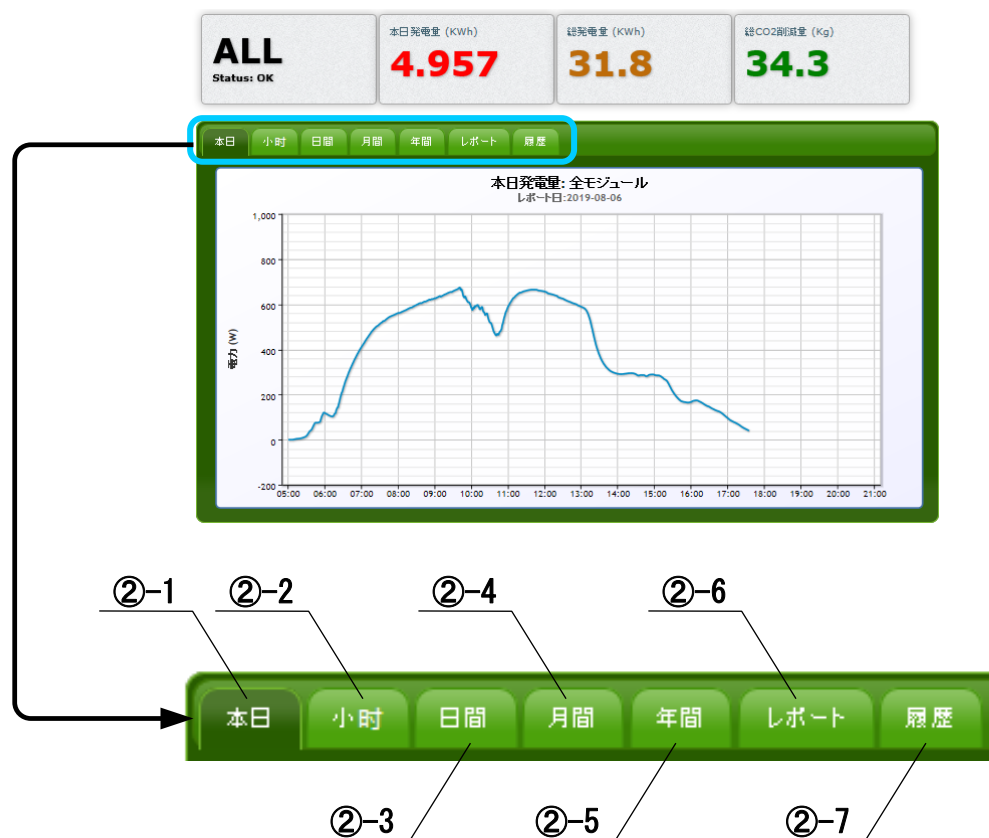 ALL
Status: OK
本日発電量 (KWh)
4.957
総発電量 (KWh)
31.8
総CO2削減量 (Kg)
34.3
本日 小时 日間 月間 年間 レポート 履歴
本日発電量: 全モジュール
レポート日:2019-08-06
電力 (W)
1,000
800
600
400
200
0
-200
05:00 06:00 07:00 08:00 09:00 10:00 11:00 12:00 13:00 14:00 15:00 16:00 17:00 18:00 19:00 20:00 21:00
②-1 ②-2 ②-4 ②-6
本日 小时 日間 月間 年間 レポート 履歴
②-3 ②-5 ②-7